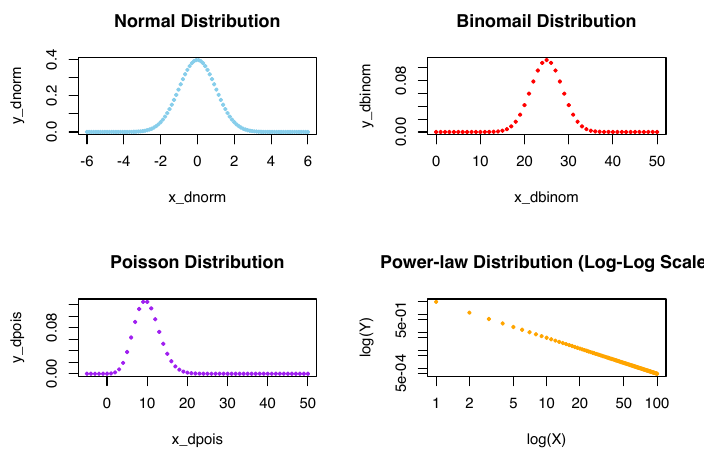 Normal Distribution
y_dnorm
0.0 0.2 0.4
-6 -4 -2 0 2 4 6
x_dnorm
Binomail Distribution
y_dbinom
0.00 0.08
0 10 20 30 40 50
x_dbinom
Poisson Distribution
y_dpois
0.00 0.08
0 10 20 30 40 50
x_dpois
Power-law Distribution (Log-Log Scale
log(Y)
5e-04 5e-01
1 2 5 10 20 50 100
log(X)